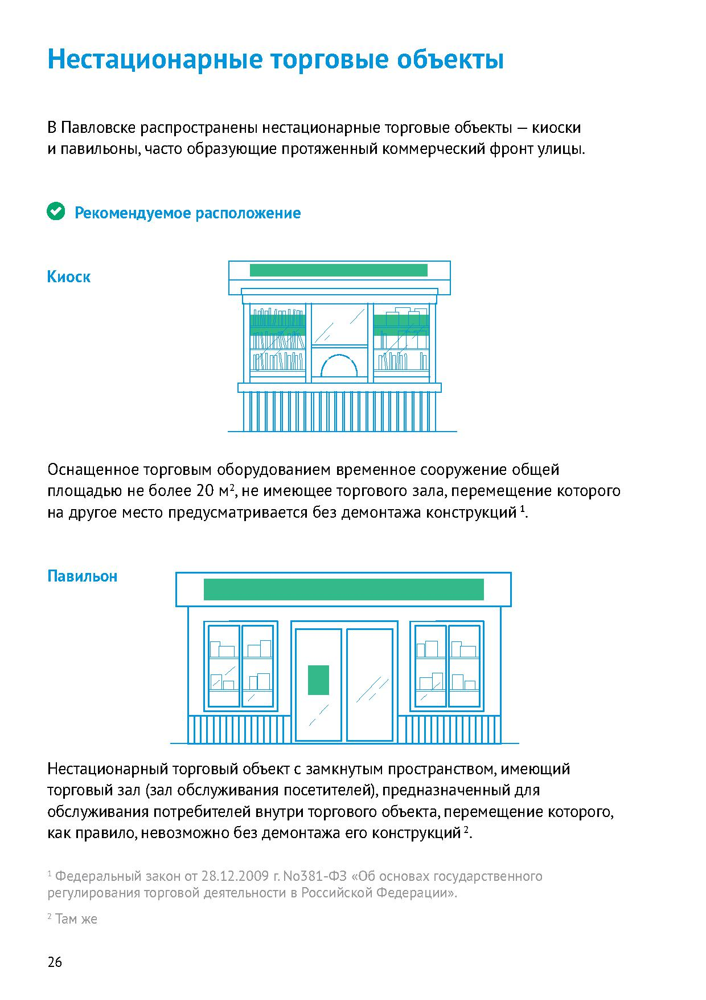 Нестационарные торговые объекты
В Павловске распространены нестационарные торговые объекты — киоски
и павильоны, часто образующие протяженный коммерческий фронт улицы.
Рекомендуемое расположение
Киоск
Оснащенное торговым оборудованием временное сооружение общей
площадью не более 20 м², не имеющее торгового зала, перемещение которого
на другое место предусматривается без демонтажа конструкций ¹.
Павильон
Нестационарный торговый объект с замкнутым пространством, имеющий
торговый зал (зал обслуживания посетителей), предназначенный для
обслуживания потребителей внутри торгового объекта, перемещение которого,
как правило, невозможно без демонтажа его конструкций ².
¹ Федеральный закон от 28.12.2009 г. No381-ФЗ «Об основах государственного
регулирования торговой деятельности в Российской Федерации».
² Там же
26